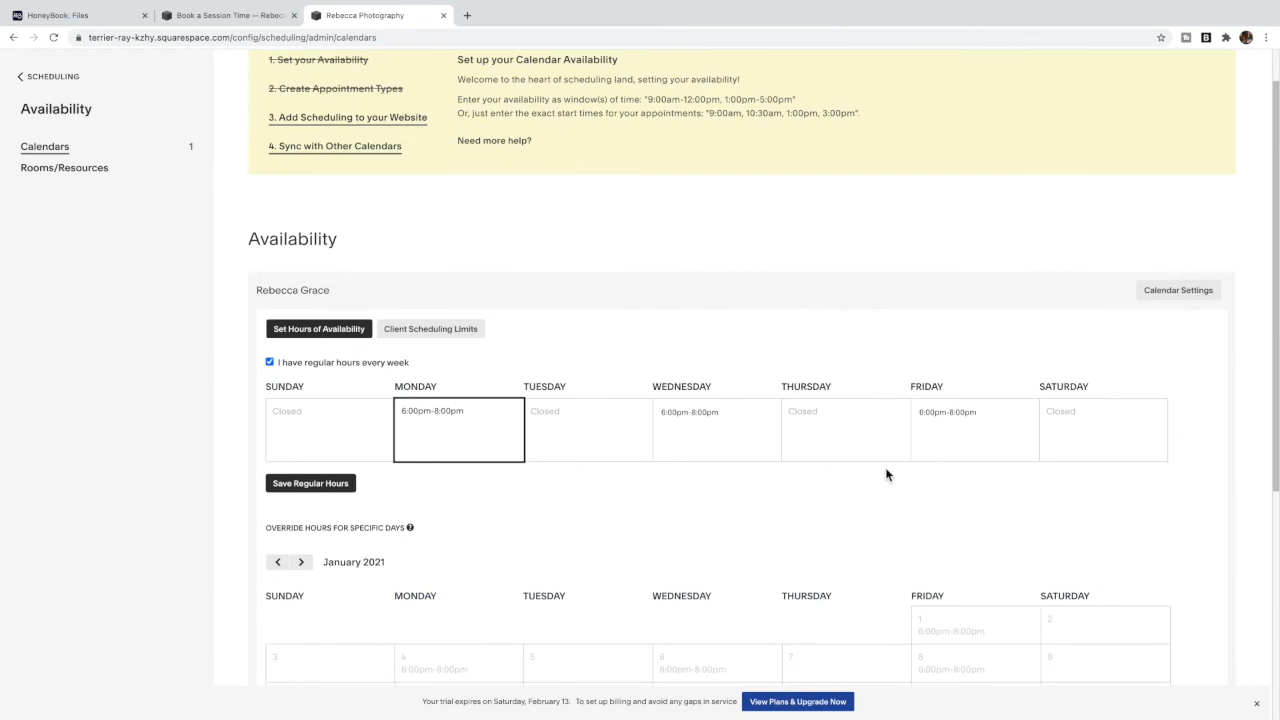 HoneyBook: Files
Book a Session Time — Rebecc
Rebecca Photography
terrier-ray-kzhy.squarespace.com/config/scheduling/admin/calendars
SCHEDULING
Availability
Calendars 1
Rooms/Resources
1. Set your Availability
2. Create Appointment Types
3. Add Scheduling to your Website
4. Sync with Other Calendars
Set up your Calendar Availability
Welcome to the heart of scheduling land, setting your availability!
Enter your availability as window(s) of time: "9:00am-12:00pm, 1:00pm-5:00pm"
Or, just enter the exact start times for your appointments: "9:00am, 10:30am, 1:00pm, 3:00pm".
Need more help?
Availability
Rebecca Grace
Calendar Settings
Set Hours of Availability Client Scheduling Limits
I have regular hours every week
SUNDAY MONDAY TUESDAY WEDNESDAY THURSDAY FRIDAY SATURDAY
Closed 6:00pm-8:00pm Closed 6:00pm-8:00pm Closed 6:00pm-8:00pm Closed
Save Regular Hours
OVERRIDE HOURS FOR SPECIFIC DAYS ?
January 2021
SUNDAY MONDAY TUESDAY WEDNESDAY THURSDAY FRIDAY SATURDAY
1 2
6:00pm-8:00pm
3 4 5 6 7 8 9
6:00pm-8:00pm 6:00pm-8:00pm 6:00pm-8:00pm
Your trial expires on Saturday, February 13. To set up billing and avoid any gaps in service View Plans & Upgrade Now